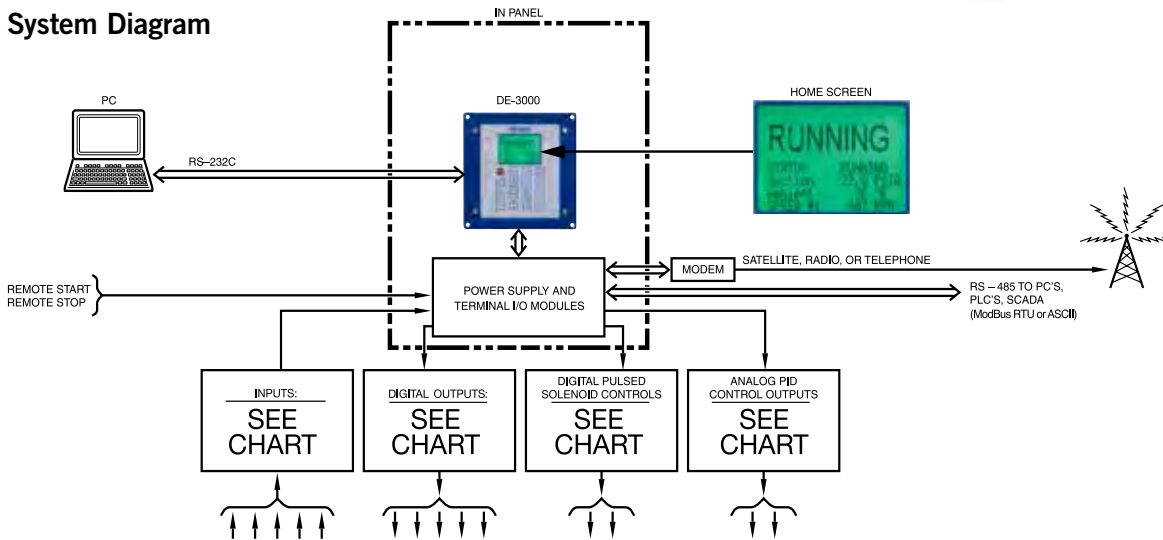 System Diagram
IN PANEL
PC
DE-3000
HOME SCREEN
RUNNING
RS-232C
SATELLITE, RADIO, OR TELEPHONE
MODEM
POWER SUPPLY AND
TERMINAL I/O MODULES
REMOTE START
REMOTE STOP
RS – 485 TO PC'S,
PLC'S, SCADA
(ModBus RTU or ASCII)
INPUTS:
SEE
CHART
DIGITAL OUTPUTS:
SEE
CHART
DIGITAL PULSED
SOLENOID CONTROLS
SEE
CHART
ANALOG PID
CONTROL OUTPUTS
SEE
CHART